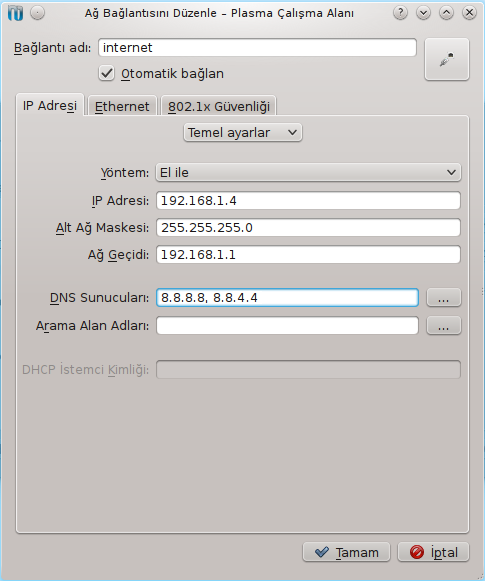 Ağ Bağlantısını Düzenle – Plasma Çalışma Alanı
Bağlantı adı: internet
Otomatik bağlan
IP Adresi Ethernet 802.1x Güvenliği
Temel ayarlar
Yöntem: El ile
IP Adresi: 192.168.1.4
Alt Ağ Maskesi: 255.255.255.0
Ağ Geçidi: 192.168.1.1
DNS Sunucuları: 8.8.8.8, 8.8.4.4 ...
Arama Alan Adları: ...
DHCP İstemci Kimliği:
Tamam İptal